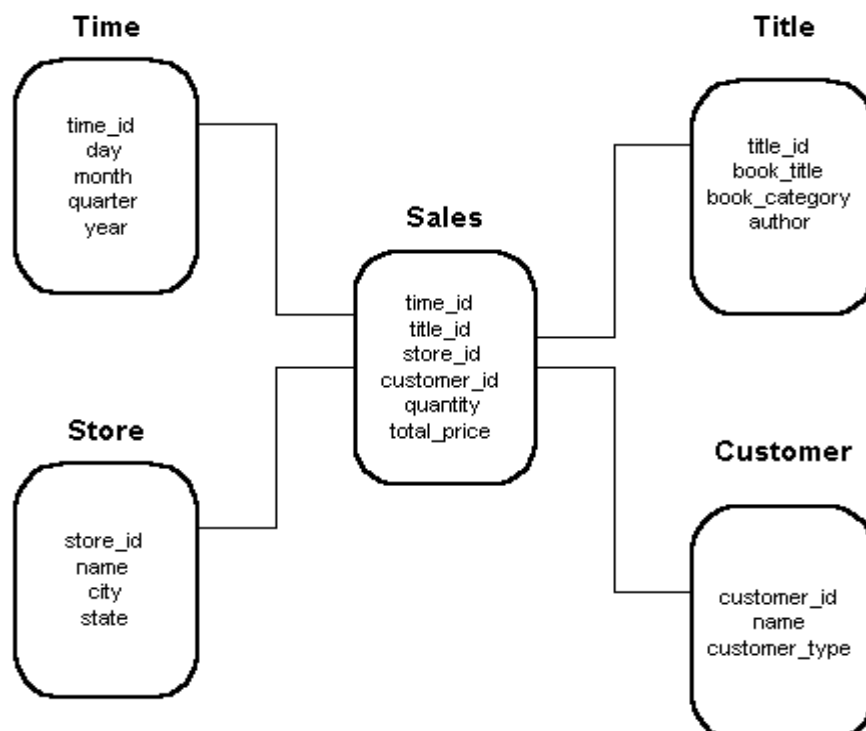 Time
time_id
day
month
quarter
year
Title
title_id
book_title
book_category
author
Sales
time_id
title_id
store_id
customer_id
quantity
total_price
Store
store_id
name
city
state
Customer
customer_id
name
customer_type